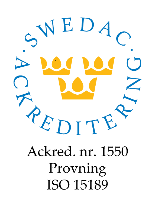 SWEDAC
ACKREDITERING
Ackred. nr. 1550
Provning
ISO 15189